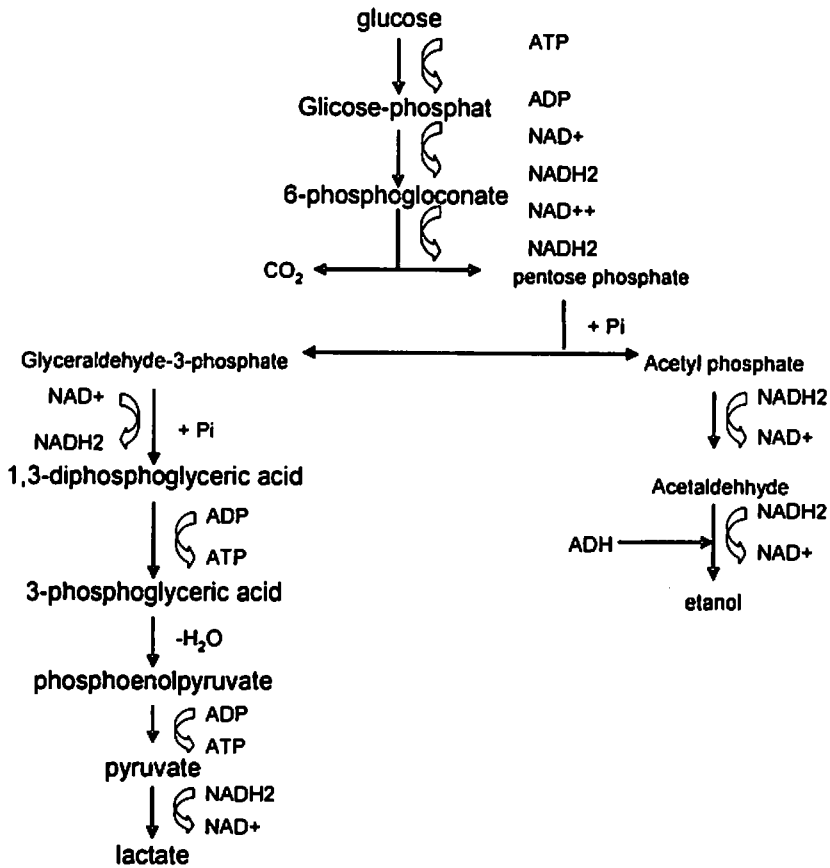 glucose
ATP
Glicose-phosphat
ADP
NAD+
NADH2
6-phosphogloconate
NAD++
NADH2
CO₂
pentose phosphate
+ Pi
Glyceraldehyde-3-phosphate
Acetyl phosphate
NAD+
NADH2
+ Pi
NADH2
NAD+
1,3-diphosphoglyceric acid
Acetaldehhyde
ADP
ATP
ADH
NADH2
NAD+
3-phosphoglyceric acid
etanol
-H₂O
phosphoenolpyruvate
ADP
ATP
pyruvate
NADH2
NAD+
lactate